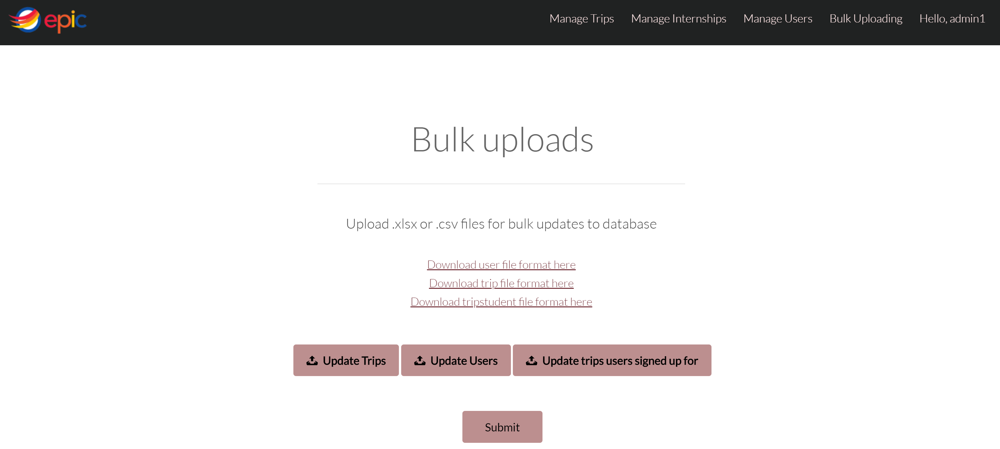 epic
Manage Trips Manage Internships Manage Users Bulk Uploading Hello, admin1
Bulk uploads
Upload .xlsx or .csv files for bulk updates to database
Download user file format here
Download trip file format here
Download tripstudent file format here
Update Trips Update Users Update trips users signed up for
Submit